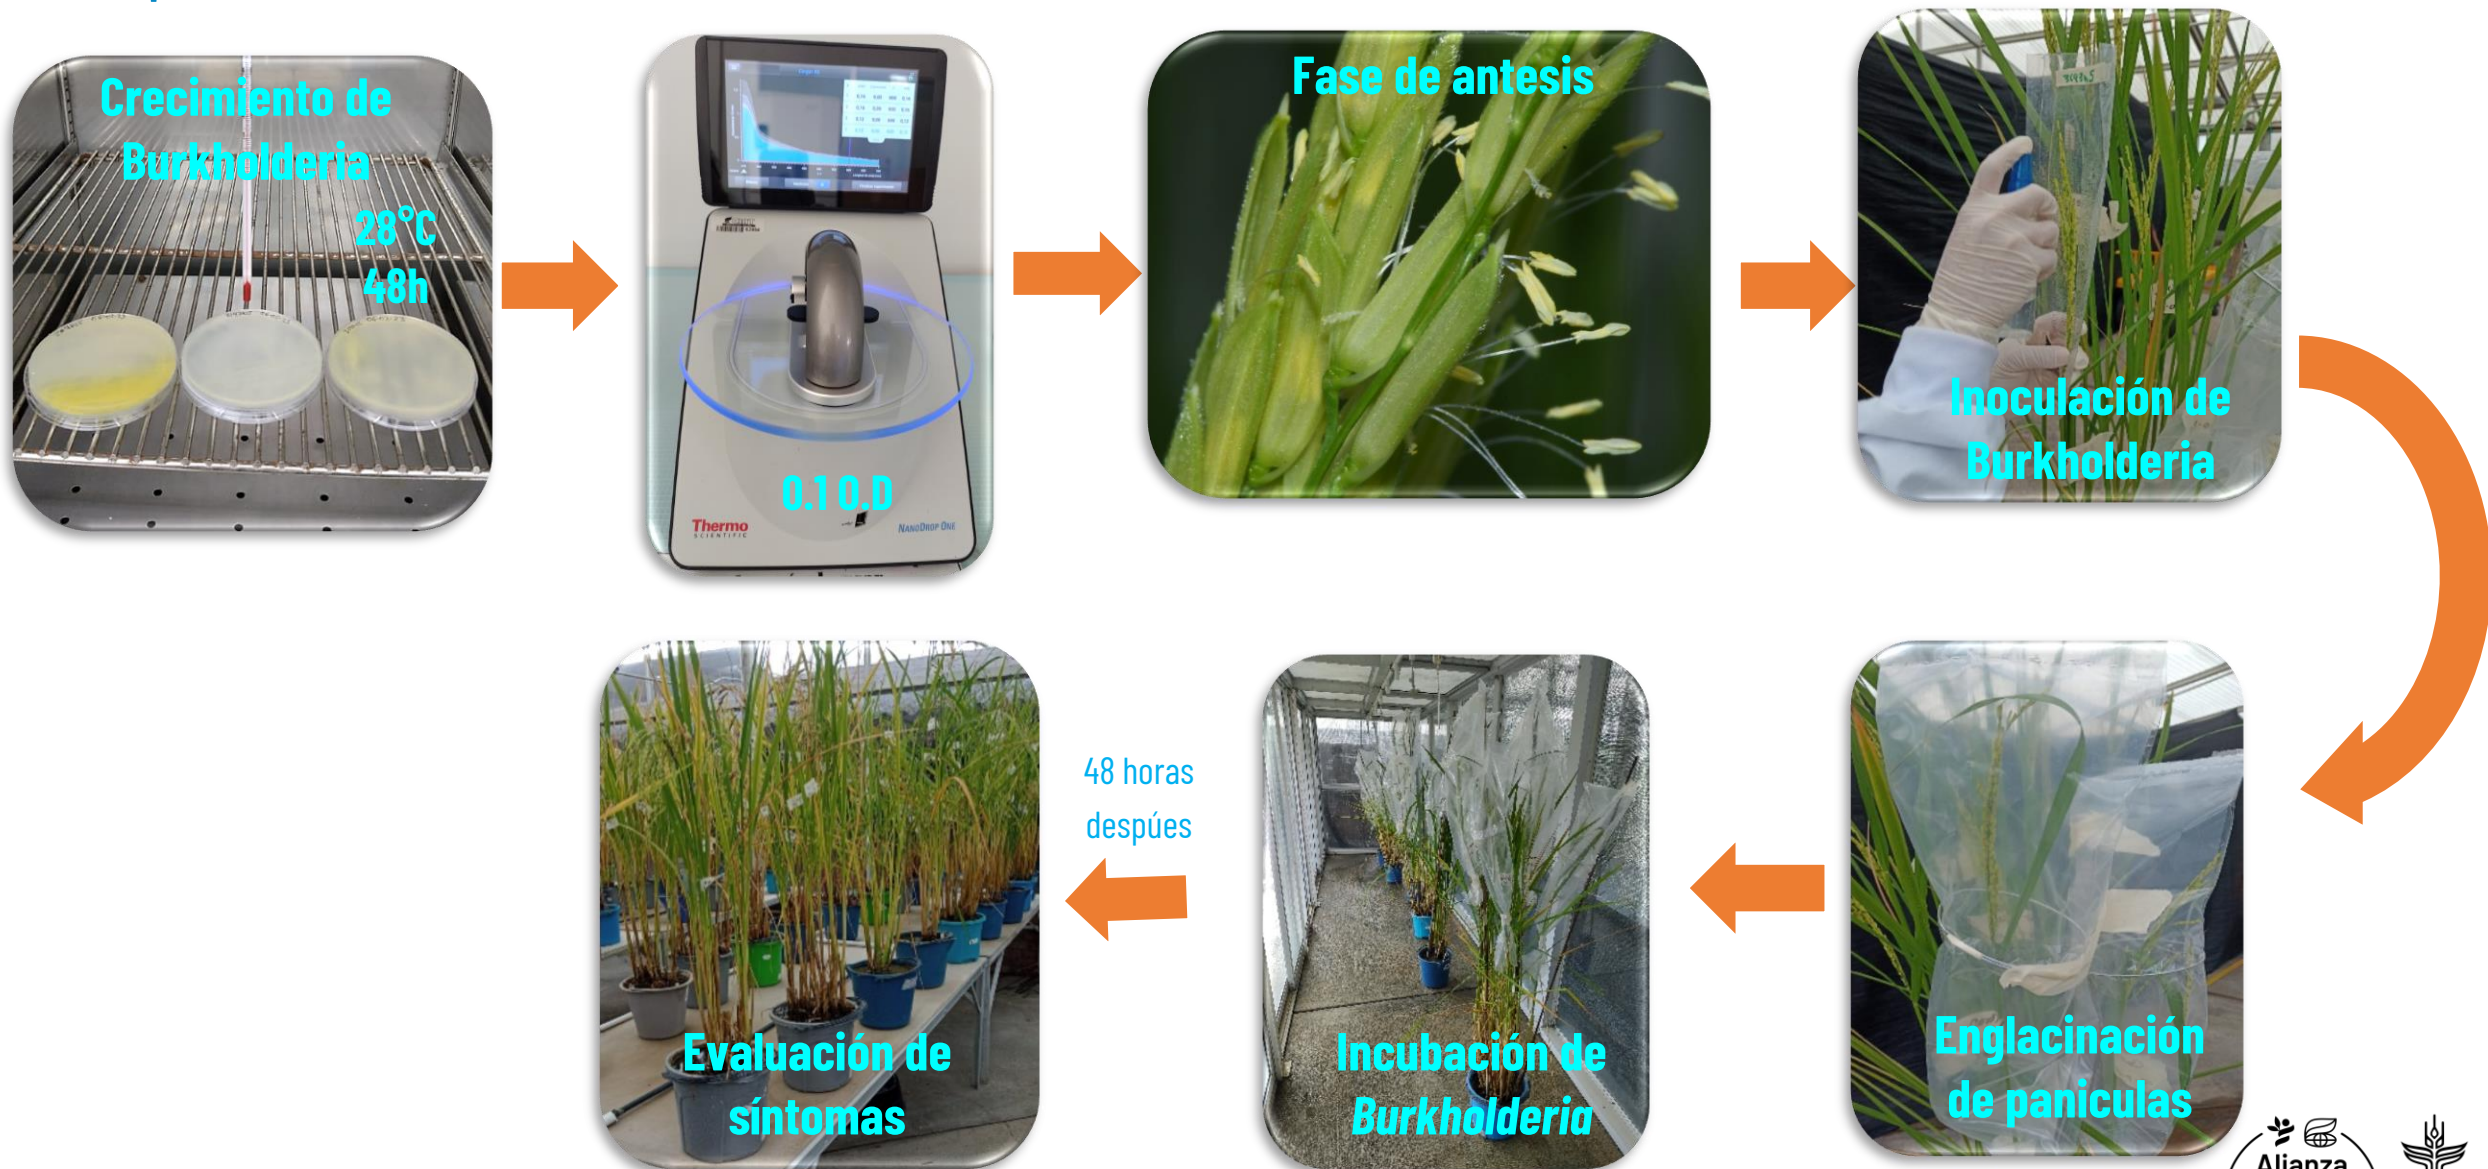 Crecimiento de
Burkholderia
28°C
48h
0.1 O.D
Thermo
SCIENTIFIC
NANODROP ONE
Fase de antesis
Inoculación de
Burkholderia
Englacinación
de paniculas
Incubación de
Burkholderia
48 horas
despúes
Evaluación de
síntomas
Alianza